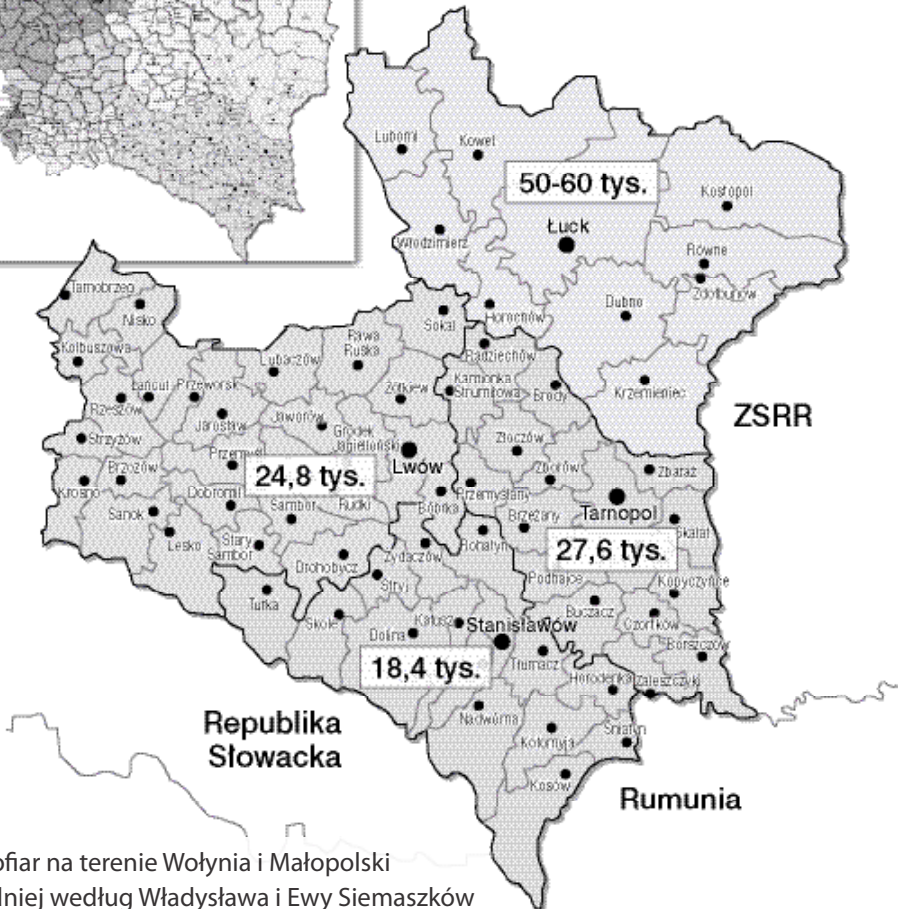 Luboml
Kowel
50-60 tys.
Kostopol
Łuck
Włodzimierz
Równe
Zdołbunów
Dubno
Horochów
Tarnobrzeg
Nisko
Sokal
Rawa
Ruska
Radziechów
Kolbuszowa
Lubaczów
Krzemieniec
ZSRR
Łańcut
Przeworsk
Żółkiew
Kamionka
Strumiłowa
Brody
Rzeszów
Jarosław
Jaworów
Gródek
Jagielloński
Złoczów
Strzyżów
Przemyśl
Lwów
Zborów
Zbaraż
Brzozów
24,8 tys.
Krosno
Dobromil
Przemyślany
Tarnopol
Sanok
Sambor
Rudki
Bóbrka
Brzeżany
Skałat
Lesko
Stary
Sambor
Rohatyn
27,6 tys.
Drohobycz
Żydaczów
Podhajce
Kopyczyńce
Turka
Stryj
Buczacz
Skole
Kałusz
Stanisławów
Czortków
Dolina
Borszczów
18,4 tys.
Tłumacz
Horodenka
Zaleszczyki
Republika
Słowacka
Nadwórna
Kołomyja
Śniatyn
Kosów
Rumunia
ofiar na terenie Wołynia i Małopolski
dniej według Władysława i Ewy Siemaszków